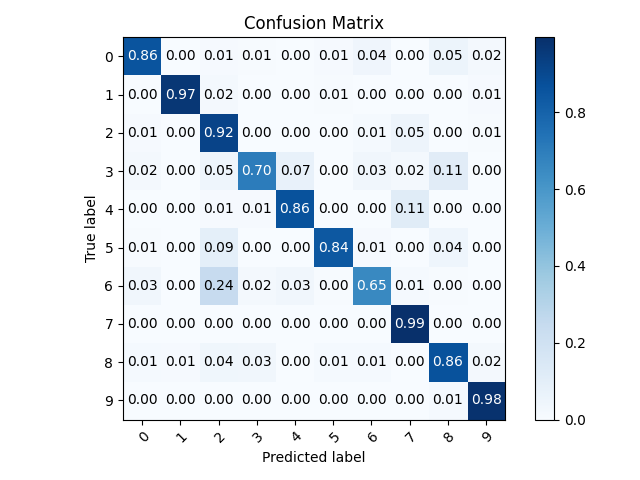 Confusion Matrix
0 0.86 0.00 0.01 0.01 0.00 0.01 0.04 0.00 0.05 0.02
1 0.00 0.97 0.02 0.00 0.00 0.01 0.00 0.00 0.00 0.01
2 0.01 0.00 0.92 0.00 0.00 0.00 0.01 0.05 0.00 0.01
3 0.02 0.00 0.05 0.70 0.07 0.00 0.03 0.02 0.11 0.00
4 0.00 0.00 0.01 0.01 0.86 0.00 0.00 0.11 0.00 0.00
5 0.01 0.00 0.09 0.00 0.00 0.84 0.01 0.00 0.04 0.00
6 0.03 0.00 0.24 0.02 0.03 0.00 0.65 0.01 0.00 0.00
7 0.00 0.00 0.00 0.00 0.00 0.00 0.00 0.99 0.00 0.00
8 0.01 0.01 0.04 0.03 0.00 0.01 0.01 0.00 0.86 0.02
9 0.00 0.00 0.00 0.00 0.00 0.00 0.00 0.00 0.01 0.98
0 1 2 3 4 5 6 7 8 9
Predicted label
True label
0.8
0.6
0.4
0.2
0.0